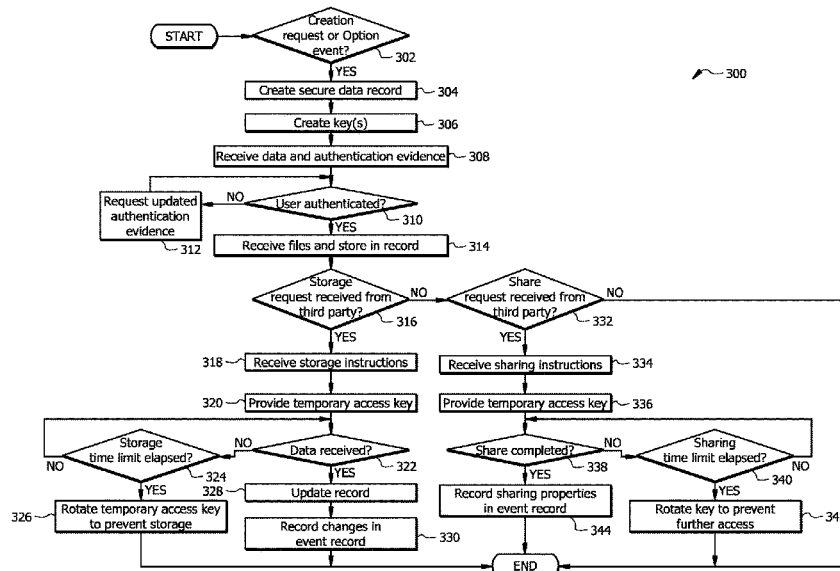 START
Creation
request or Option
event?
302
YES
300
Create secure data record
304
Create key(s)
306
Receive data and authentication evidence
308
Request updated
authentication
evidence
312
NO
User authenticated?
310
YES
Receive files and store in record
314
Storage
request received from
third party?
316
NO
YES
Share
request received from
third party?
332
NO
YES
318
Receive storage instructions
Receive sharing instructions
334
320
Provide temporary access key
Provide temporary access key
336
Storage
time limit elapsed?
324
NO
YES
NO
Data received?
322
YES
Share completed?
338
NO
YES
Sharing
time limit elapsed?
340
NO
YES
326
Rotate temporary access key
to prevent storage
328
Update record
Record changes in
event record
330
Record sharing properties
in event record
344
Rotate key to prevent
further access
34
END